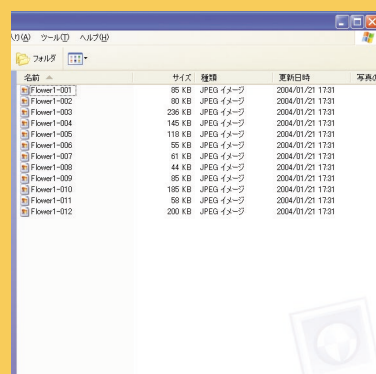 入り(A) ツール(T) ヘルプ(H)
フォルダ
名前 サイズ 種類 更新日時 写真の
Flower1-001 85 KB JPEG イメージ 2004/01/21 17:31
Flower1-002 80 KB JPEG イメージ 2004/01/21 17:31
Flower1-003 236 KB JPEG イメージ 2004/01/21 17:31
Flower1-004 145 KB JPEG イメージ 2004/01/21 17:31
Flower1-005 118 KB JPEG イメージ 2004/01/21 17:31
Flower1-006 55 KB JPEG イメージ 2004/01/21 17:31
Flower1-007 61 KB JPEG イメージ 2004/01/21 17:31
Flower1-008 44 KB JPEG イメージ 2004/01/21 17:31
Flower1-009 85 KB JPEG イメージ 2004/01/21 17:31
Flower1-010 185 KB JPEG イメージ 2004/01/21 17:31
Flower1-011 58 KB JPEG イメージ 2004/01/21 17:31
Flower1-012 200 KB JPEG イメージ 2004/01/21 17:31